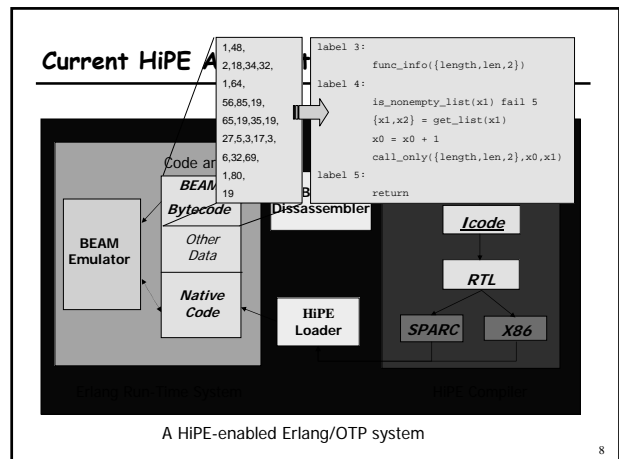 Current HiPE A
1,48,
2,18,34,32,
1,64,
56,85,19,
65,19,35,19,
27,5,3,17,3,
6,32,69,
1,80,
19
label 3:
func_info({length,len,2})
label 4:
is_nonempty_list(x1) fail 5
{x1,x2} = get_list(x1)
x0 = x0 + 1
call_only({length,len,2},x0,x1)
label 5:
return
Code ar
BEAM
Bytecode
Other
Data
Native
Code
BEAM
Emulator
Dissassembler
HiPE
Loader
Icode
RTL
SPARC
X86
Erlang Run-Time System
HiPE Compiler
A HiPE-enabled Erlang/OTP system
8